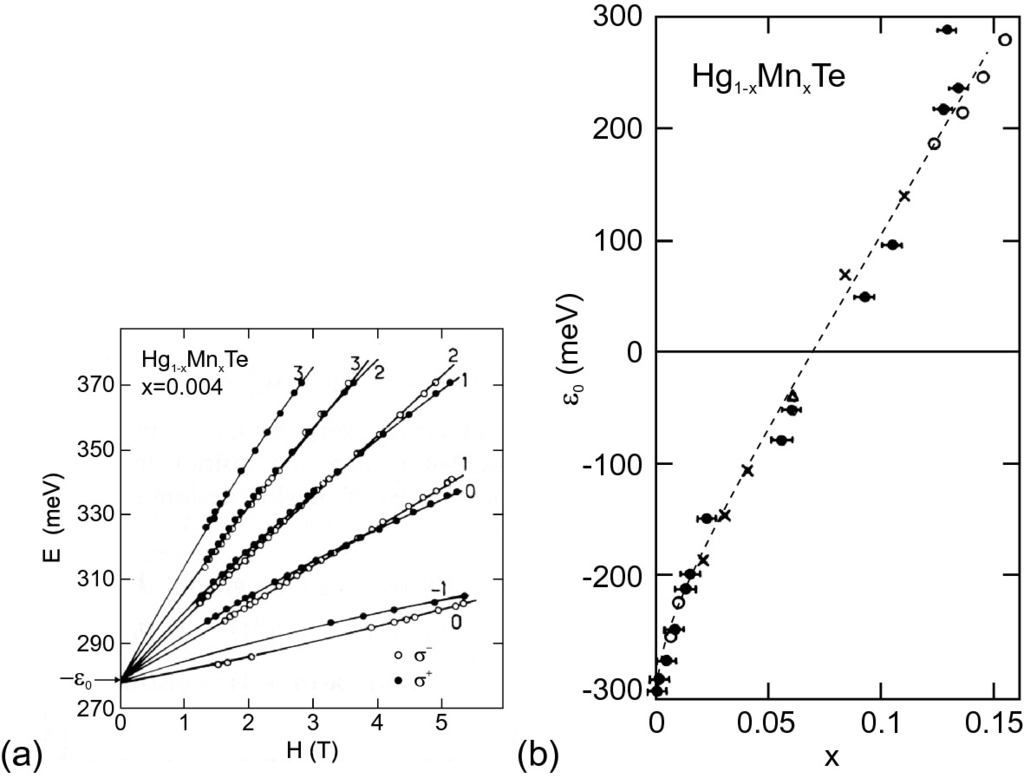 Hg1-xMnxTe
x=0.004
3
3
2
2
1
1
0
-1
0
σ⁻
σ⁺
370
350
330
310
290
270
−ε₀
E (meV)
0 1 2 3 4 5
H (T)
(a)
Hg1-xMnxTe
300
200
100
0
-100
-200
-300
ε₀ (meV)
0 0.05 0.1 0.15
x
(b)